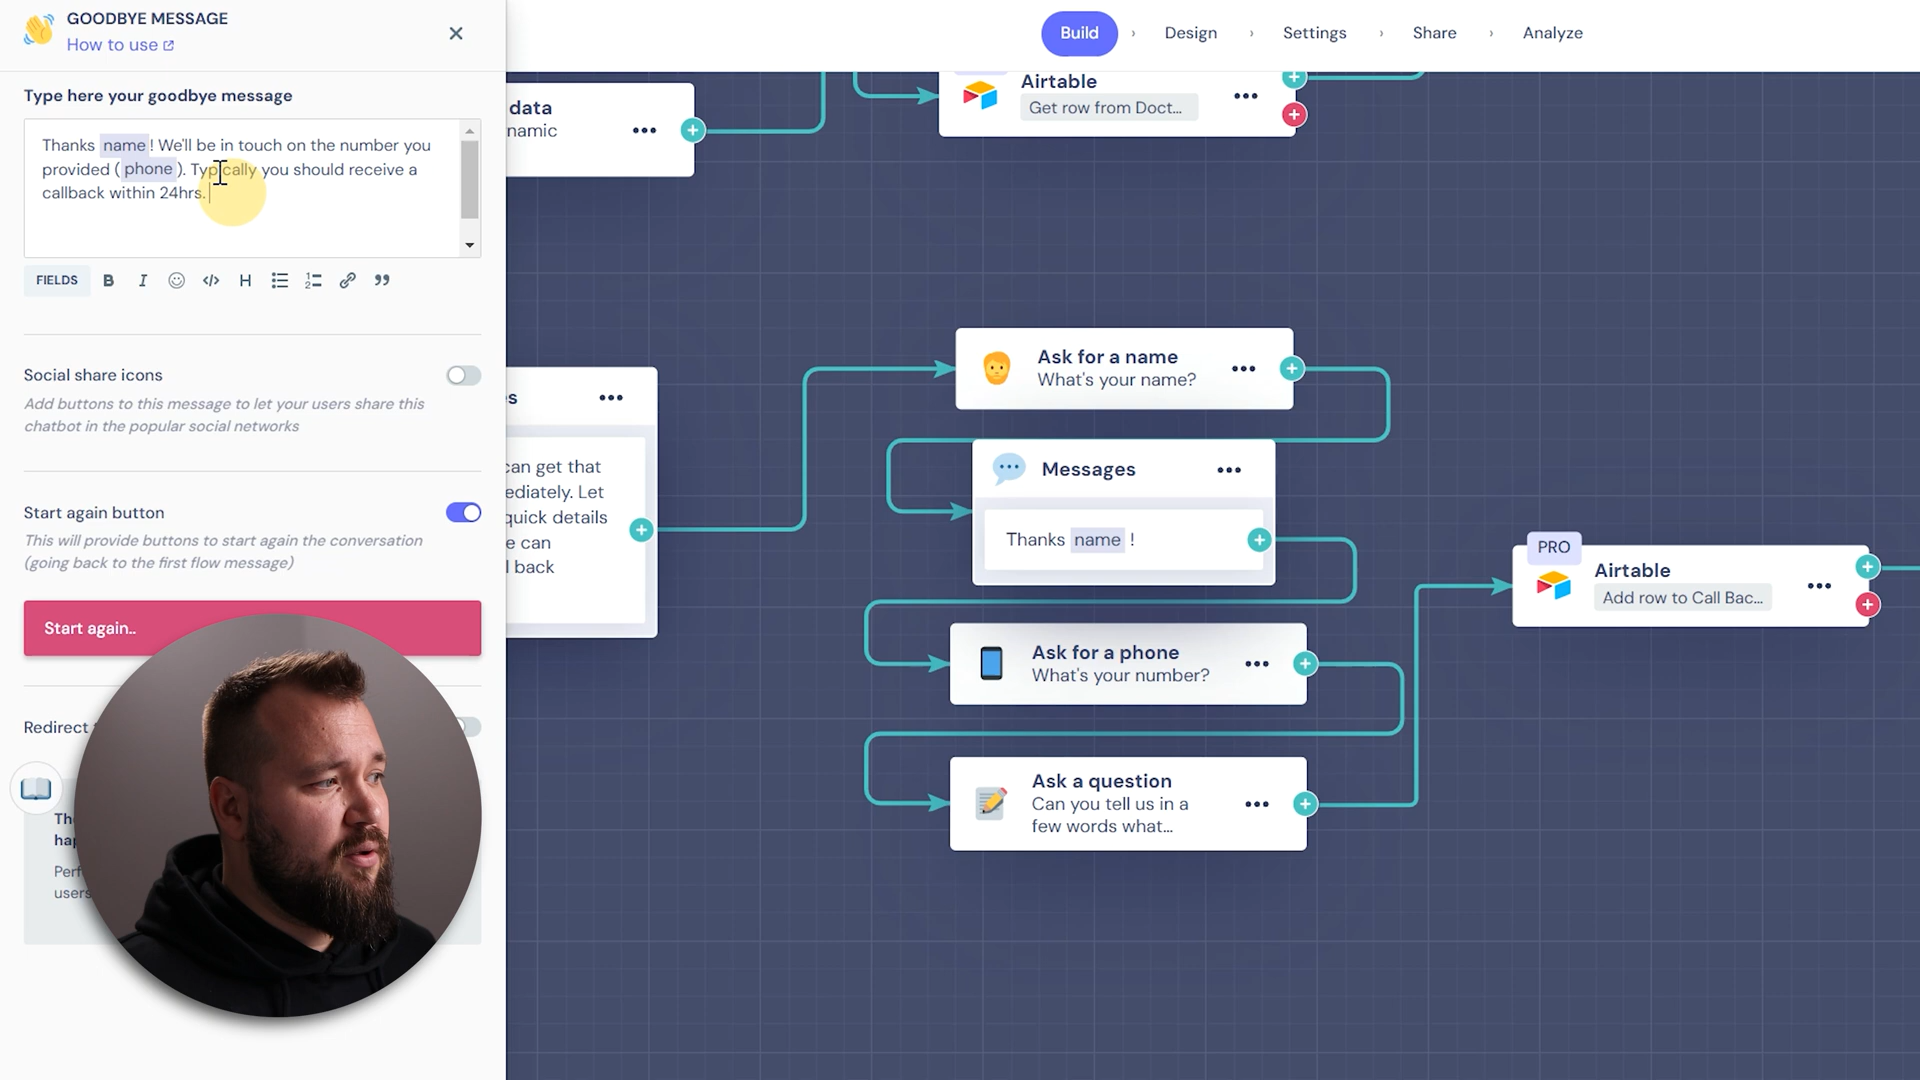 GOODBYE MESSAGE
How to use
Type here your goodbye message
Thanks name ! We'll be in touch on the number you
provided ( phone ). Typically you should receive a
callback within 24hrs.
FIELDS
B
I
H
Social share icons
Add buttons to this message to let your users share this
chatbot in the popular social networks
Start again button
This will provide buttons to start again the conversation
(going back to the first flow message)
Start again..
Redirect
Build
Design
Settings
Share
Analyze
data
namic
Airtable
Get row from Doct...
s
can get that
ediately. Let
quick details
e can
l back
Ask for a name
What's your name?
Messages
Thanks name !
Ask for a phone
What's your number?
Ask a question
Can you tell us in a
few words what...
PRO
Airtable
Add row to Call Bac...